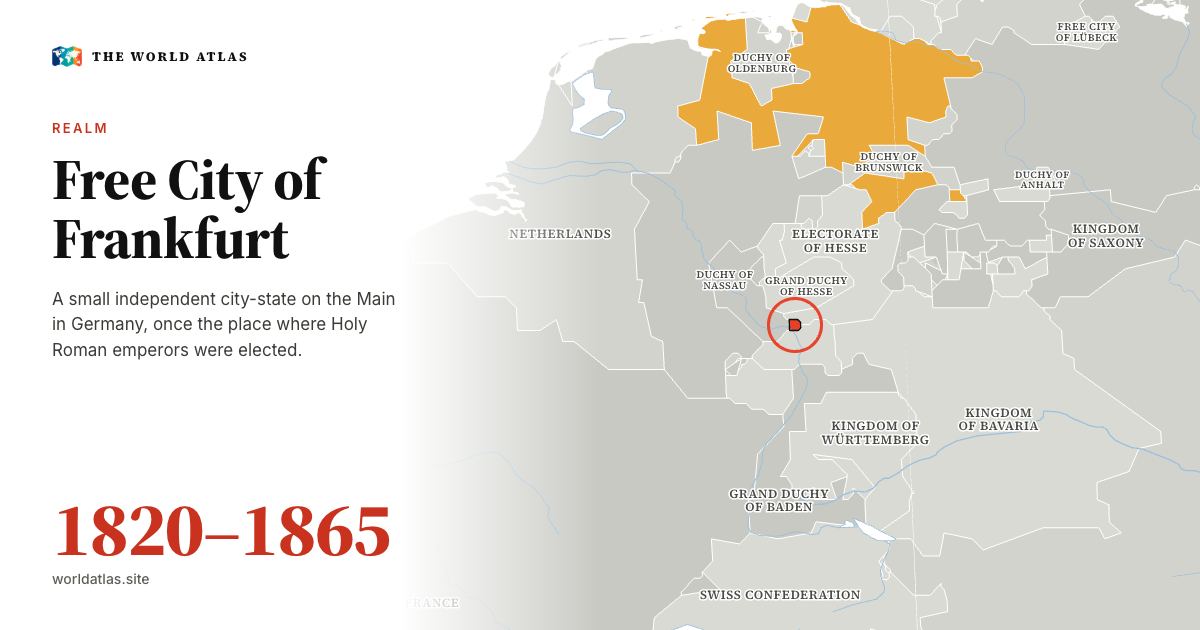 THE WORLD ATLAS
REALM
Free City of
Frankfurt
A small independent city-state on the Main
in Germany, once the place where Holy
Roman emperors were elected.
1820–1865
worldatlas.site
FREE CITY
OF LÜBECK
DUCHY OF
OLDENBURG
DUCHY OF
BRUNSWICK
DUCHY OF
ANHALT
NETHERLANDS
ELECTORATE
OF HESSE
KINGDOM
OF SAXONY
DUCHY OF
NASSAU
GRAND DUCHY
OF HESSE
KINGDOM OF
WÜRTTEMBERG
KINGDOM
OF BAVARIA
GRAND DUCHY
OF BADEN
SWISS CONFEDERATION
FRANCE